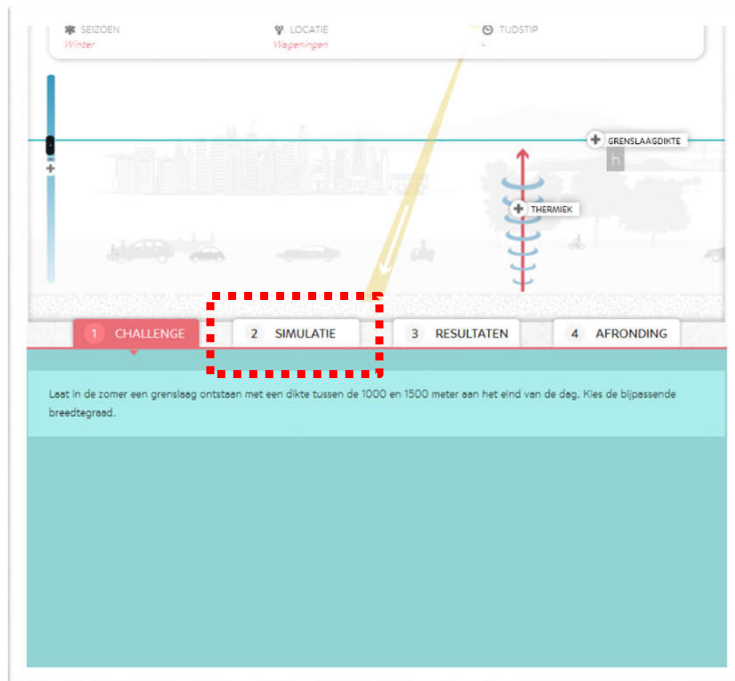 SEIZOEN LOCATIE TIJDSTIP
Winter Wageningen -
GRENSLAAGDIKTE
h
THERMIEK
1 CHALLENGE 2 SIMULATIE 3 RESULTATEN 4 AFRONDING
Laat in de zomer een grenslaag ontstaan met een dikte tussen de 1000 en 1500 meter aan het eind van de dag. Kies de bijpassende
breedtegraad.